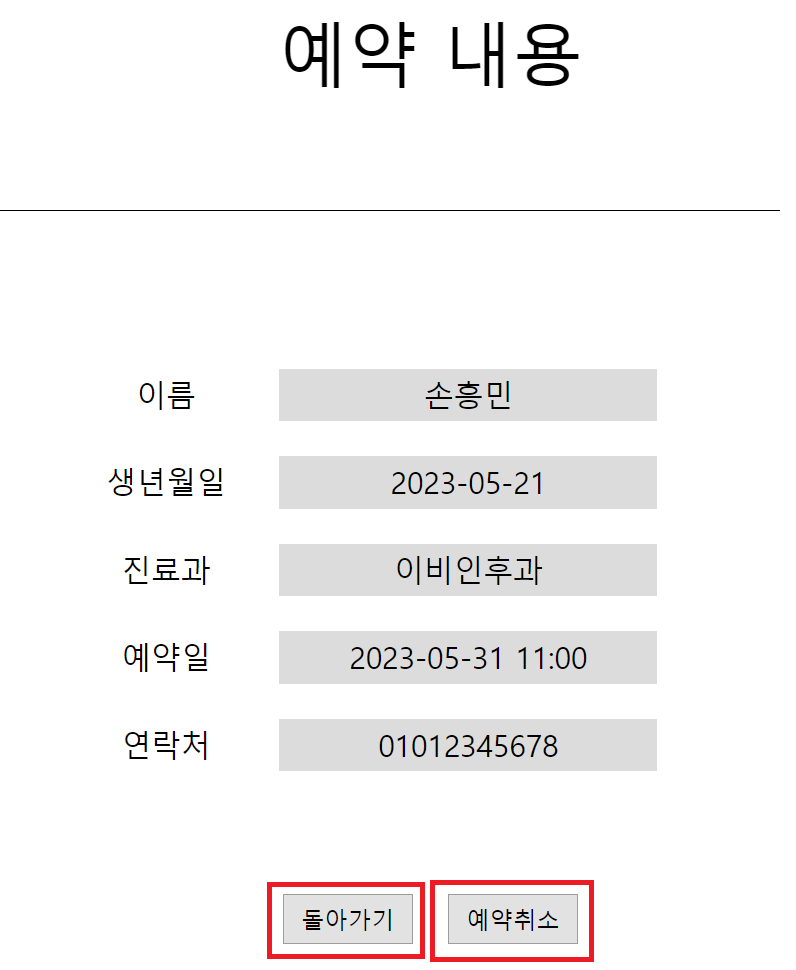 예약 내용
이름 손흥민
생년월일 2023-05-21
진료과 이비인후과
예약일 2023-05-31 11:00
연락처 01012345678
돌아가기 예약취소